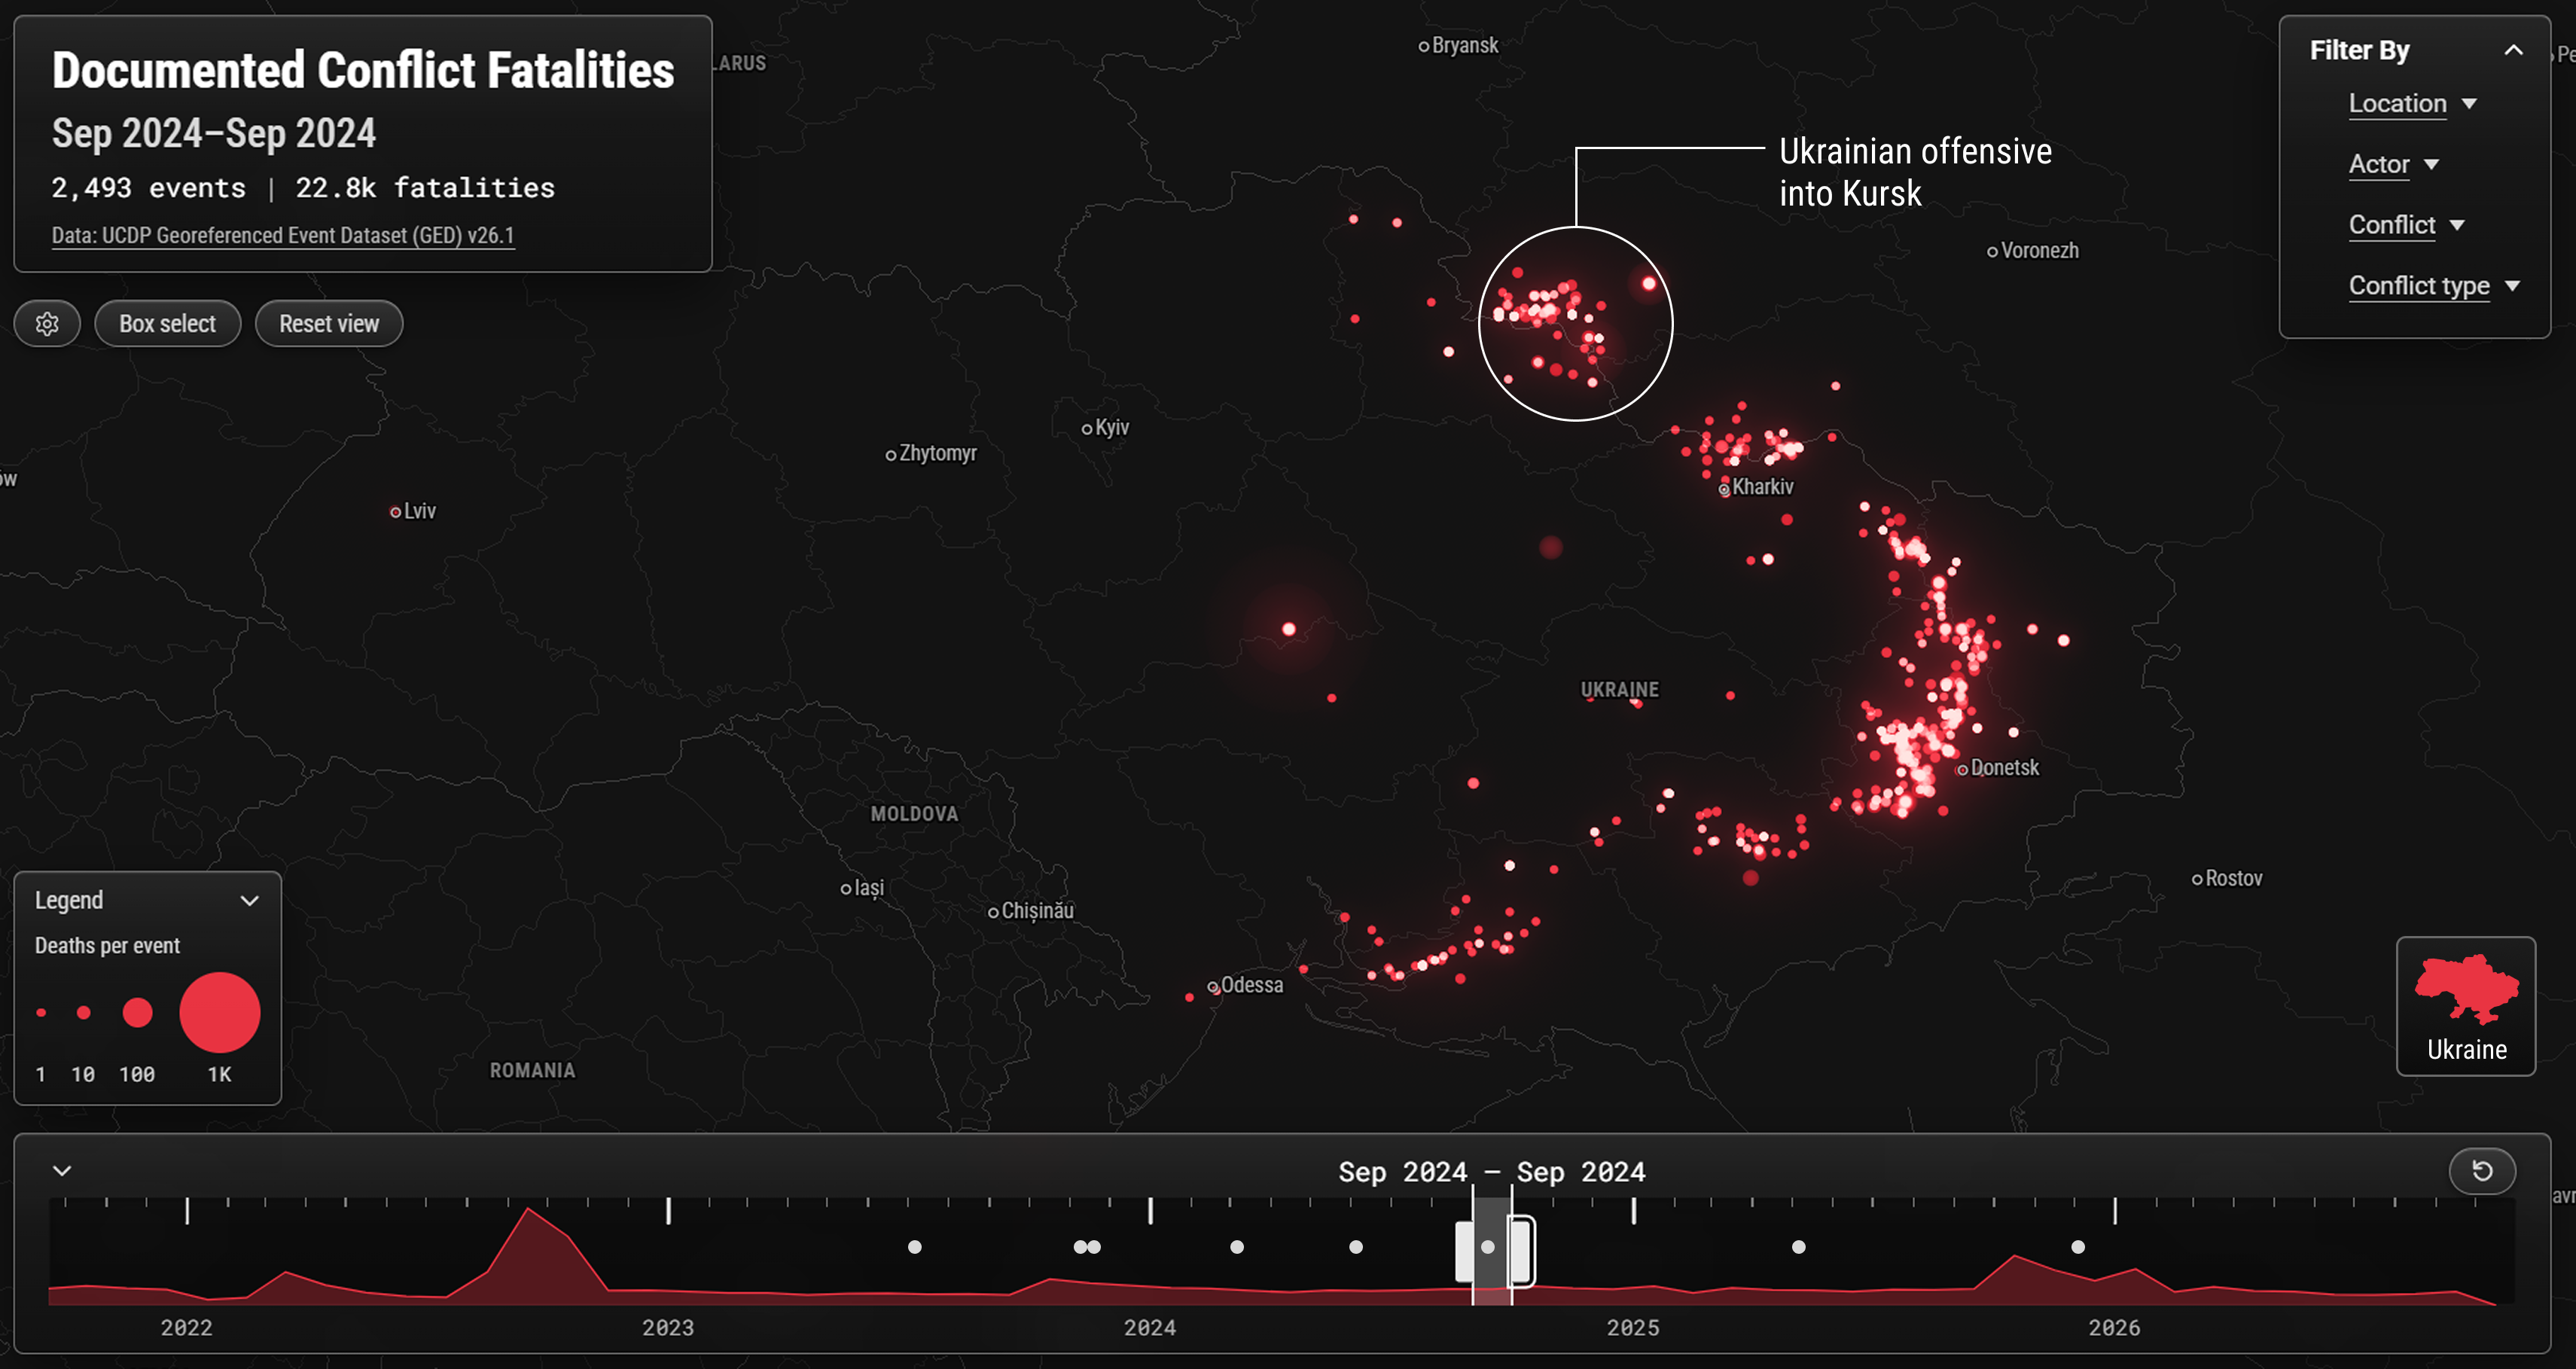 Documented Conflict Fatalities
Sep 2024–Sep 2024
2,493 events | 22.8k fatalities
Data: UCDP Georeferenced Event Dataset (GED) v26.1
Box select
Reset view
Filter By
Location
Actor
Conflict
Conflict type
LARUS
Bryansk
Pe
Ukrainian offensive
into Kursk
Voronezh
Kyiv
Zhytomyr
ów
Lviv
Kharkiv
UKRAINE
Donetsk
MOLDOVA
Iași
Chișinău
Rostov
Odessa
ROMANIA
Legend
Deaths per event
1 10 100 1K
Ukraine
Sep 2024 – Sep 2024
avr
2022 2023 2024 2025 2026